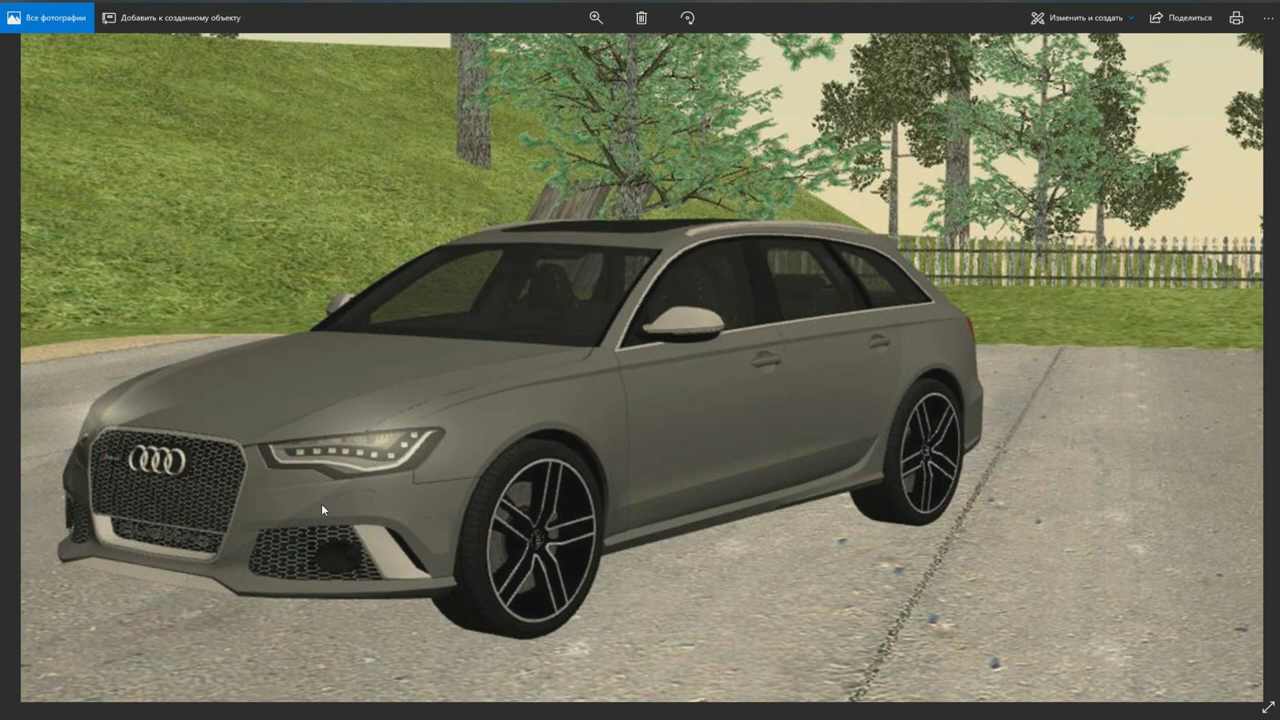 Все фотографии
Добавить к созданному объекту
Изменить и создать
Поделиться